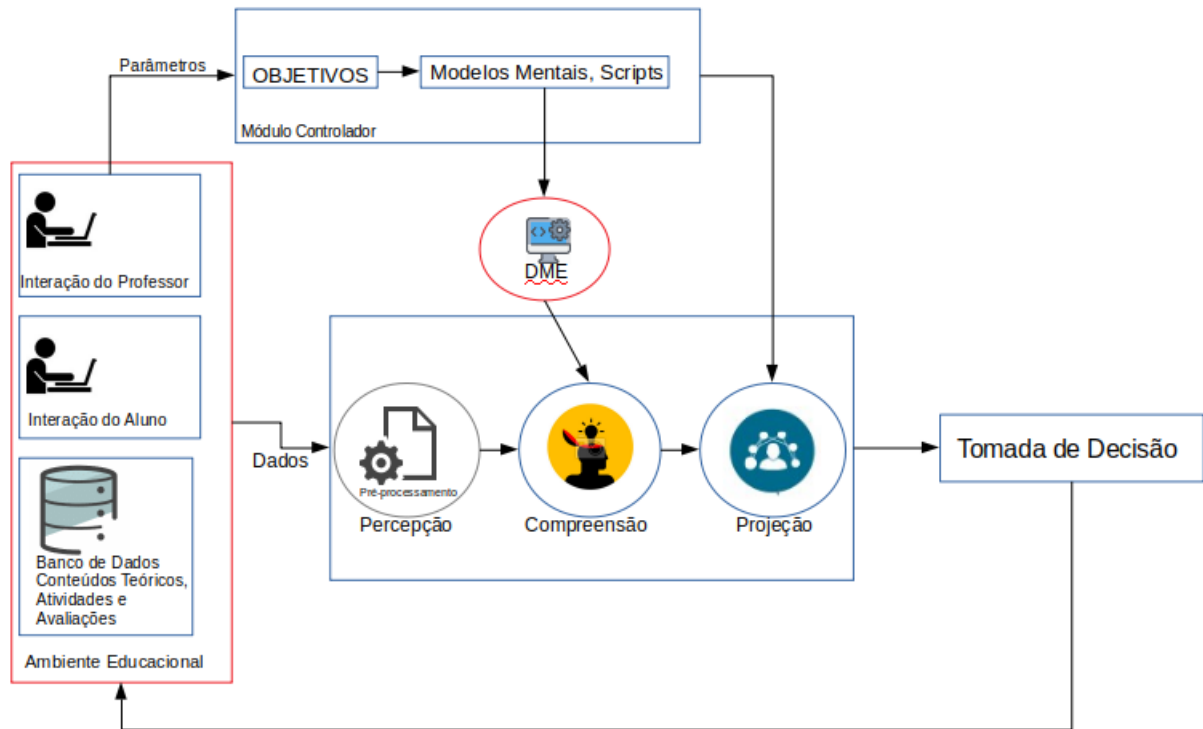 Parâmetros
OBJETIVOS
Modelos Mentais, Scripts
Módulo Controlador
Interação do Professor
Interação do Aluno
Banco de Dados
Conteúdos Teóricos,
Atividades e
Avaliações
Ambiente Educacional
Dados
DME
Pré-processamento
Percepção
Compreensão
Projeção
Tomada de Decisão